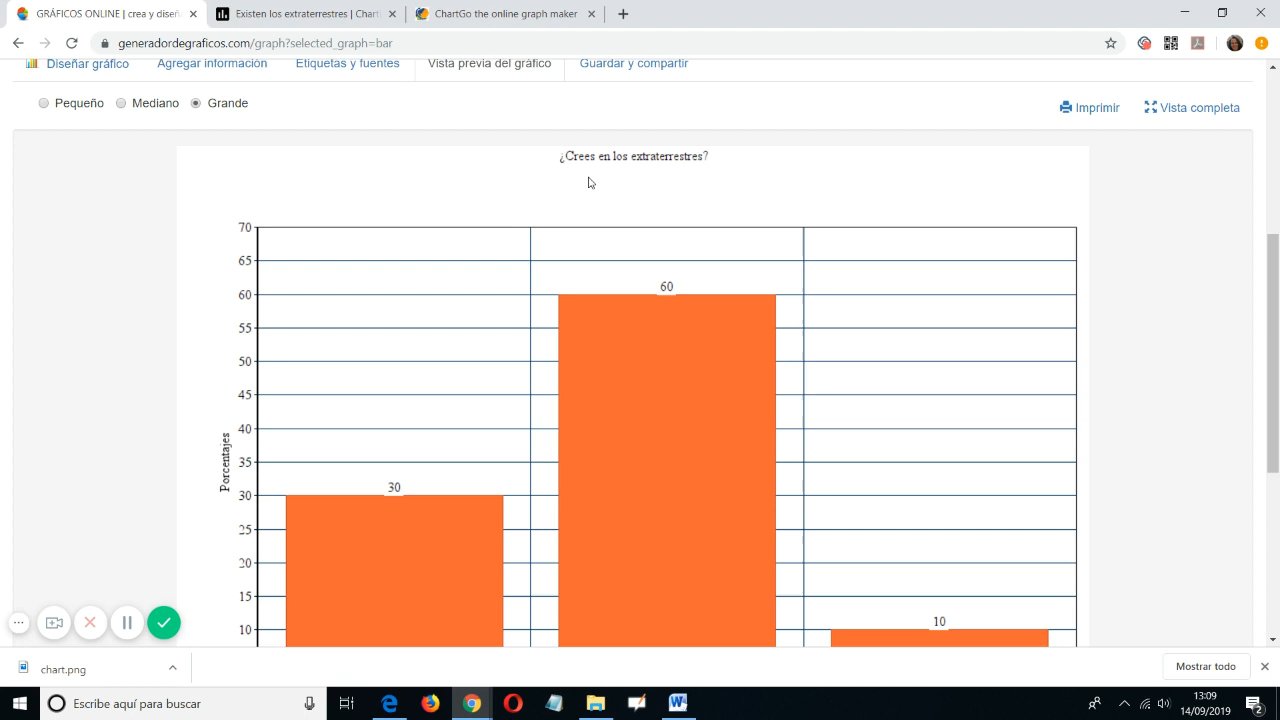 GRÁFICOS ONLINE | crea y diseñ
Existen los extraterrestres | Chart
ChartGo the online graph maker
generadordegraficos.com/graph?selected_graph=bar
Diseñar gráfico
Agregar información
Etiquetas y fuentes
Vista previa del gráfico
Guardar y compartir
Pequeño
Mediano
Grande
Imprimir
Vista completa
¿Crees en los extraterrestres?
70
65
60
55
50
45
40
35
30
25
20
15
10
Porcentajes
30
60
10
chart.png
Mostrar todo
Escribe aquí para buscar
13:09
14/09/2019
2